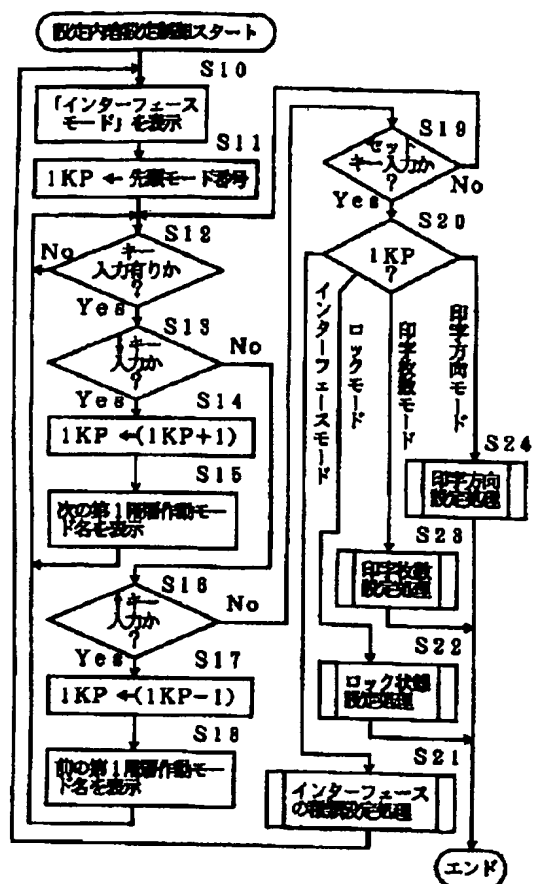 設定内容設定制御スタート
S10
「インターフェース
モード」を表示
S11
1KP ← 先頭モード番号
S12
キー
入力有りか
?
No
Yes
S13
↓キー
入力か
?
No
Yes
S14
1KP ←(1KP+1)
S15
次の第1階層作動モー
ド名を表示
S16
↑キー
入力か
?
No
Yes
S17
1KP ←(1KP-1)
S18
前の第1階層作動モー
ド名を表示
S19
セット
キー入力か
?
No
Yes
S20
1KP
?
インターフェースモード
ロックモード
印字枚数モード
印字方向モード
S24
印字方向
設定処理
S23
印字枚数
設定処理
S22
ロック状態
設定処理
S21
インターフェース
の種類設定処理
エンド